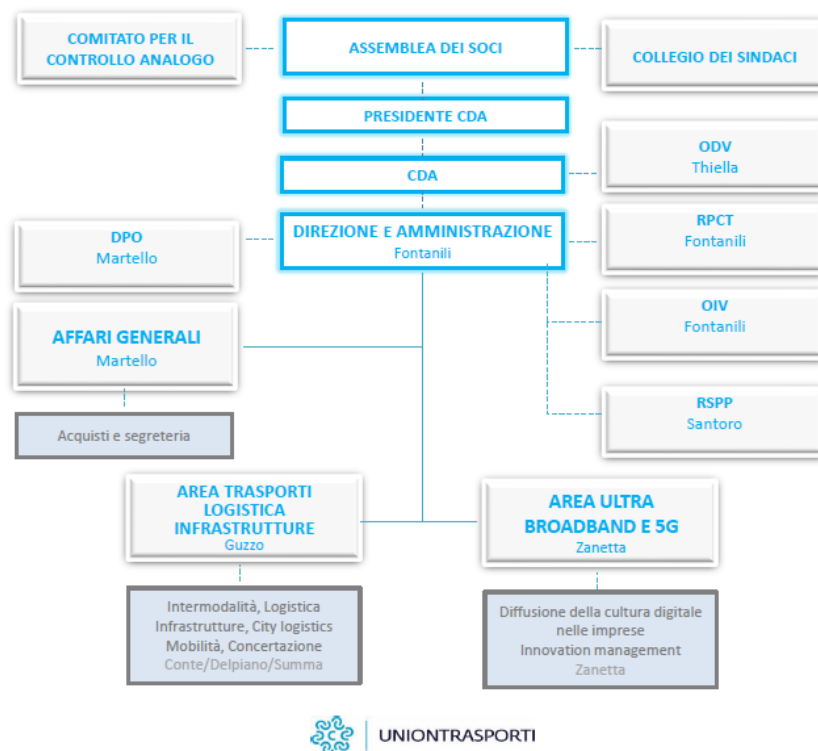 COMITATO PER IL
CONTROLLO ANALOGO
ASSEMBLEA DEI SOCI
COLLEGIO DEI SINDACI
PRESIDENTE CDA
CDA
ODV
Thiella
DIREZIONE E AMMINISTRAZIONE
Fontanili
DPO
Martello
RPCT
Fontanili
AFFARI GENERALI
Martello
OIV
Fontanili
Acquisti e segreteria
RSPP
Santoro
AREA TRASPORTI
LOGISTICA
INFRASTRUTTURE
Guzzo
AREA ULTRA
BROADBAND E 5G
Zanetta
Intermodalità, Logistica
Infrastrutture, City logistics
Mobilità, Concertazione
Conte/Delpiano/Summa
Diffusione della cultura digitale
nelle imprese
Innovation management
Zanetta
UNIONTRASPORTI